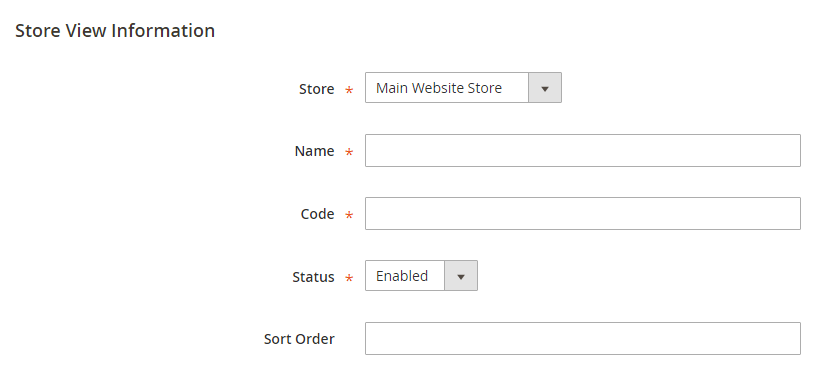 Store View Information
Store * Main Website Store
Name *
Code *
Status * Enabled
Sort Order